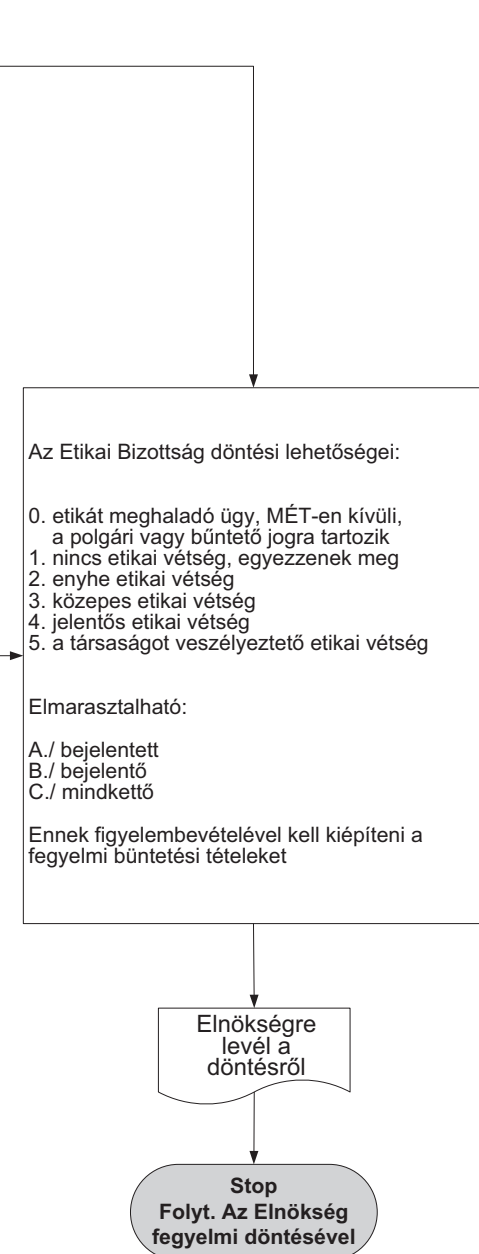 Az Etikai Bizottság döntési lehetőségei:
0. etikát meghaladó ügy, MÉT-en kívüli,
a polgári vagy bűntető jogra tartozik
1. nincs etikai vétség, egyezzenek meg
2. enyhe etikai vétség
3. közepes etikai vétség
4. jelentős etikai vétség
5. a társaságot veszélyeztető etikai vétség
Elmarasztalható:
A./ bejelentett
B./ bejelentő
C./ mindkettő
Ennek figyelembevételével kell kiépíteni a
fegyelmi büntetési tételeket
Elnökségre
levél a
döntésről
Stop
Folyt. Az Elnökség
fegyelmi döntésével